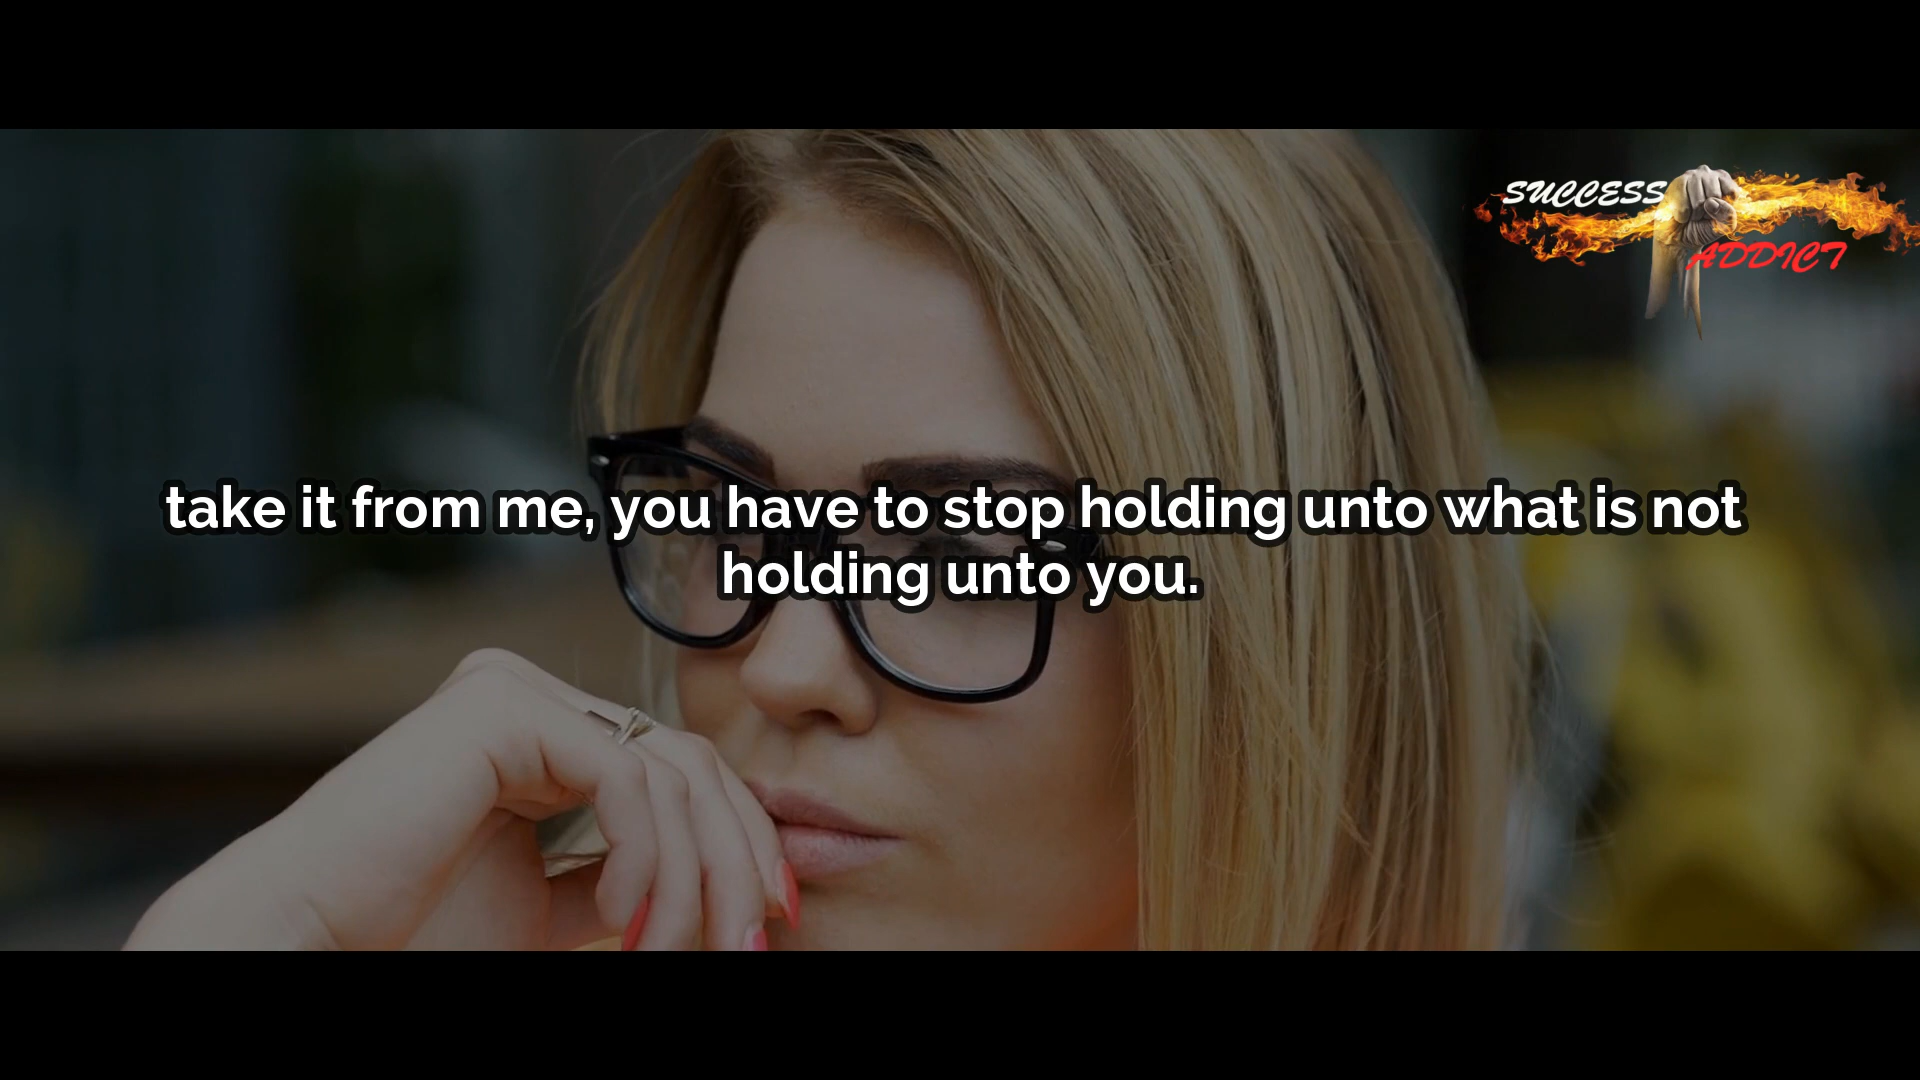 SUCCESS
ADDICT
take it from me, you have to stop holding unto what is not
holding unto you.